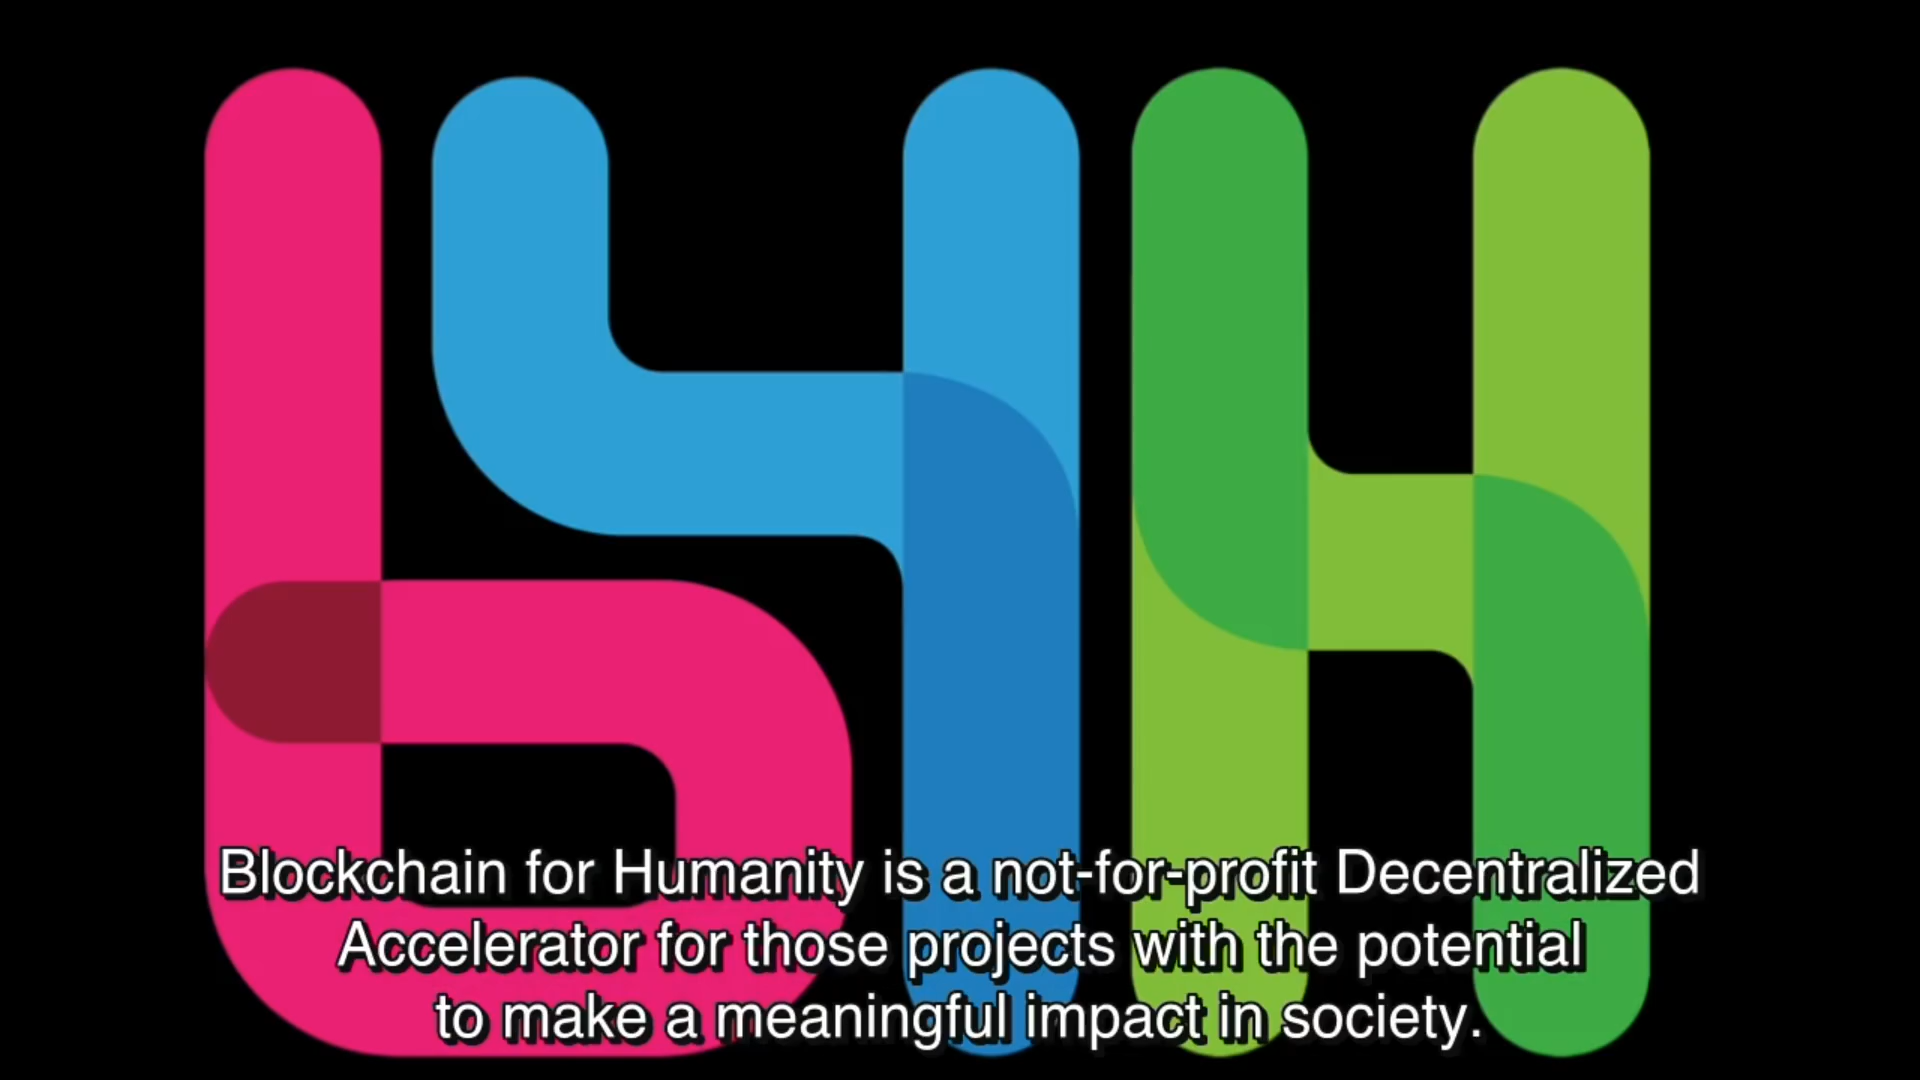 b4H
Blockchain for Humanity is a not-for-profit Decentralized
Accelerator for those projects with the potential
to make a meaningful impact in society.